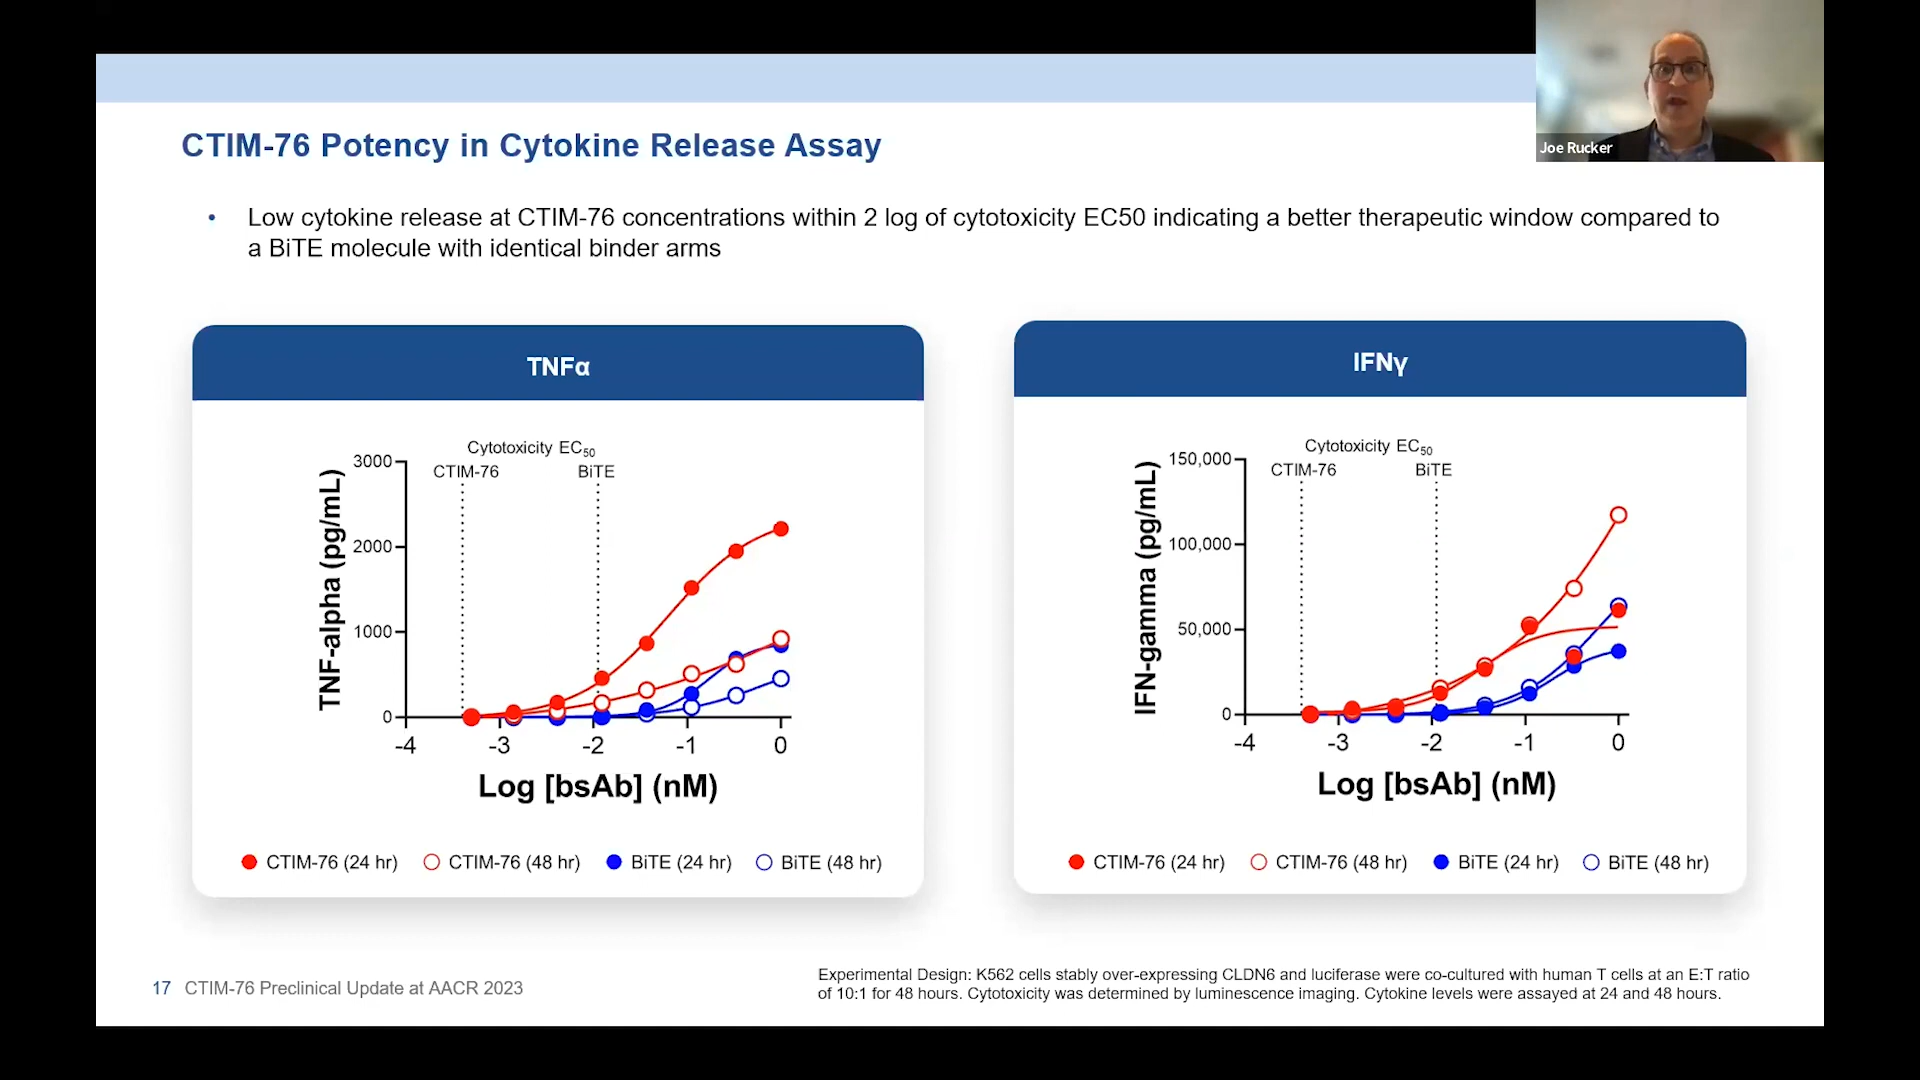 Joe Rucker
CTIM-76 Potency in Cytokine Release Assay
• Low cytokine release at CTIM-76 concentrations within 2 log of cytotoxicity EC50 indicating a better therapeutic window compared to
a BiTE molecule with identical binder arms
TNFα
Cytotoxicity EC50
CTIM-76 BiTE
TNF-alpha (pg/mL)
3000
2000
1000
0
-4 -3 -2 -1 0
Log [bsAb] (nM)
CTIM-76 (24 hr) CTIM-76 (48 hr) BiTE (24 hr) BiTE (48 hr)
IFNγ
Cytotoxicity EC50
CTIM-76 BiTE
IFN-gamma (pg/mL)
150,000
100,000
50,000
0
-4 -3 -2 -1 0
Log [bsAb] (nM)
CTIM-76 (24 hr) CTIM-76 (48 hr) BiTE (24 hr) BiTE (48 hr)
17 CTIM-76 Preclinical Update at AACR 2023
Experimental Design: K562 cells stably over-expressing CLDN6 and luciferase were co-cultured with human T cells at an E:T ratio
of 10:1 for 48 hours. Cytotoxicity was determined by luminescence imaging. Cytokine levels were assayed at 24 and 48 hours.